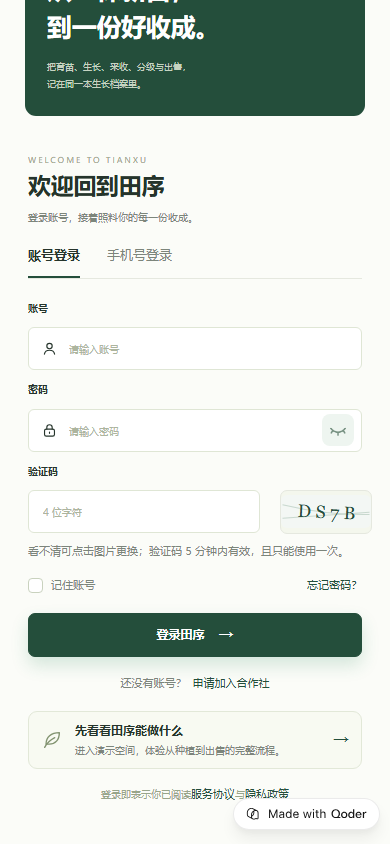 到一份好收成。
把育苗、生长、采收、分级与出售,
记在同一本生长档案里。
WELCOME TO TIANXU
欢迎回到田序
登录账号，接着照料你的每一份收成。
账号登录 手机号登录
账号
请输入账号
密码
请输入密码
验证码
4 位字符 DS7B
看不清可点击图片更换；验证码 5 分钟内有效，且只能使用一次。
记住账号 忘记密码？
登录田序 →
还没有账号？ 申请加入合作社
先看看田序能做什么
进入演示空间，体验从种植到出售的完整流程。 →
登录即表示你已阅读服务协议与隐私政策
Made with Qoder